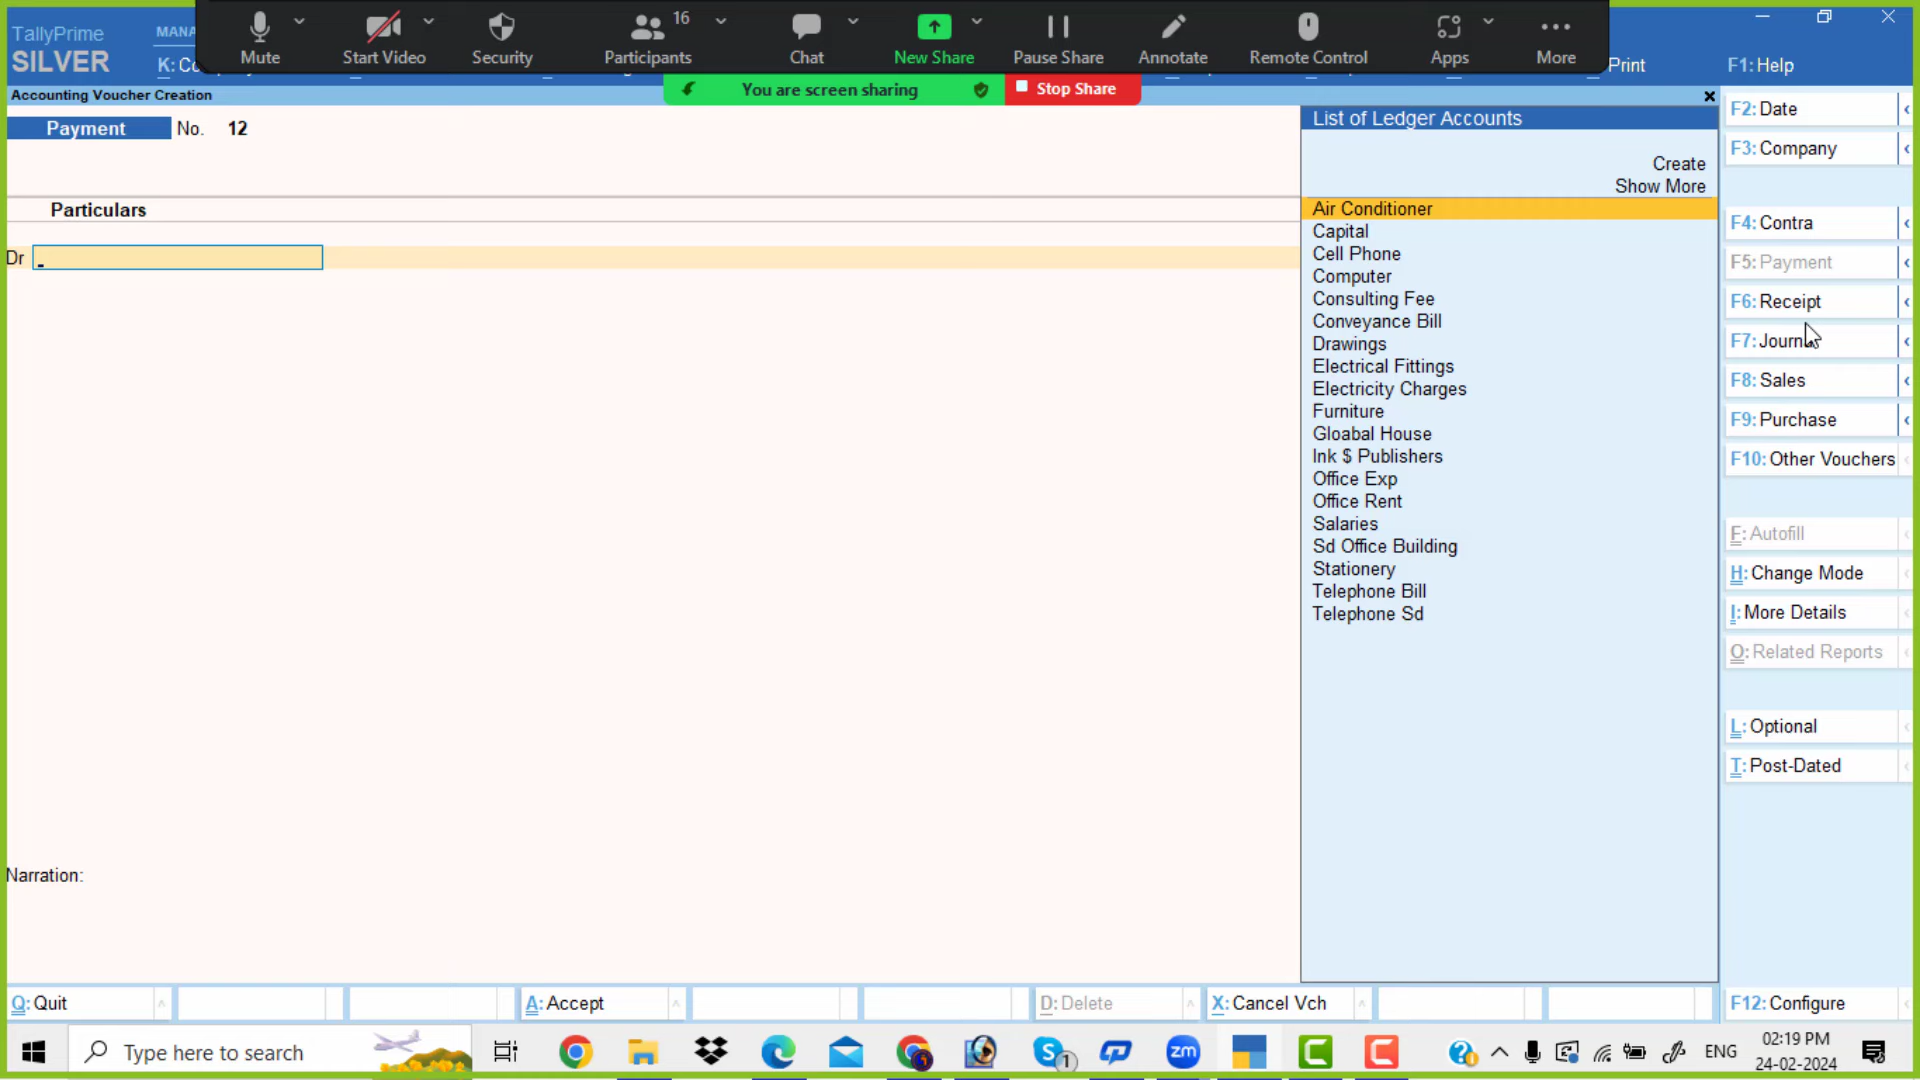 TallyPrime
SILVER
MANA
K: Co
Mute
Start Video
Security
Participants
16
Chat
New Share
Pause Share
Annotate
Remote Control
Apps
More
Print
F1: Help
You are screen sharing
Stop Share
Accounting Voucher Creation
Payment No. 12
Particulars
Dr
Narration:
List of Ledger Accounts
Create
Show More
Air Conditioner
Capital
Cell Phone
Computer
Consulting Fee
Conveyance Bill
Drawings
Electrical Fittings
Electricity Charges
Furniture
Gloabal House
Ink $ Publishers
Office Exp
Office Rent
Salaries
Sd Office Building
Stationery
Telephone Bill
Telephone Sd
F2: Date
F3: Company
F4: Contra
F5: Payment
F6: Receipt
F7: Journal
F8: Sales
F9: Purchase
F10: Other Vouchers
F: Autofill
H: Change Mode
I: More Details
O: Related Reports
L: Optional
T: Post-Dated
F12: Configure
Q: Quit
A: Accept
D: Delete
X: Cancel Vch
Type here to search
zm
1
ENG
02:19 PM
24-02-2024